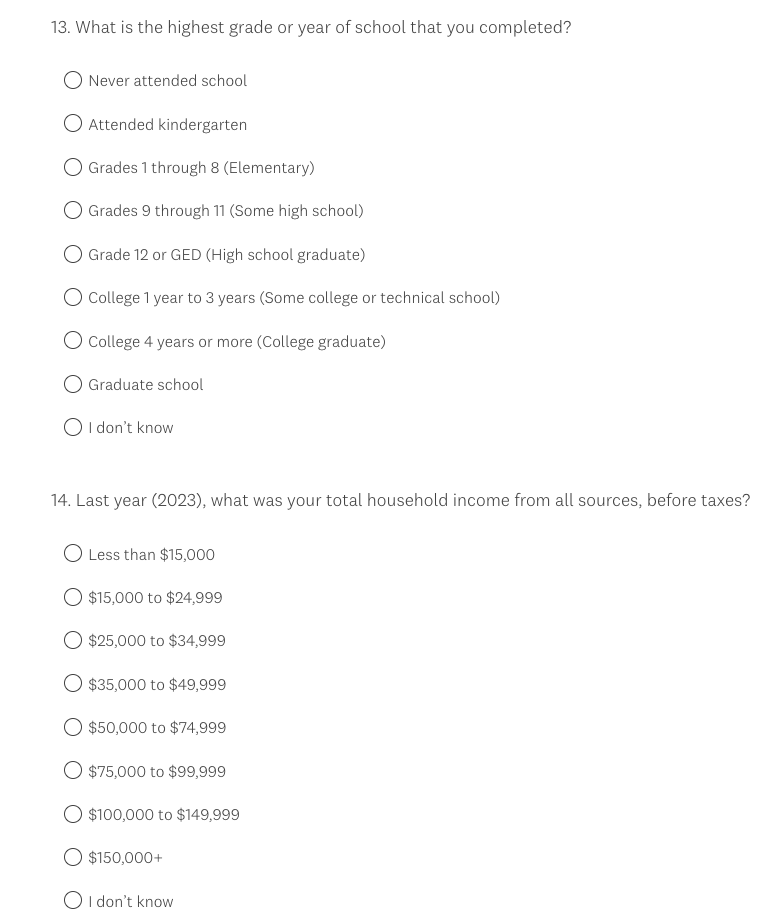 13. What is the highest grade or year of school that you completed?
Never attended school
Attended kindergarten
Grades 1 through 8 (Elementary)
Grades 9 through 11 (Some high school)
Grade 12 or GED (High school graduate)
College 1 year to 3 years (Some college or technical school)
College 4 years or more (College graduate)
Graduate school
I don't know
14. Last year (2023), what was your total household income from all sources, before taxes?
Less than $15,000
$15,000 to $24,999
$25,000 to $34,999
$35,000 to $49,999
$50,000 to $74,999
$75,000 to $99,999
$100,000 to $149,999
$150,000+
I don't know